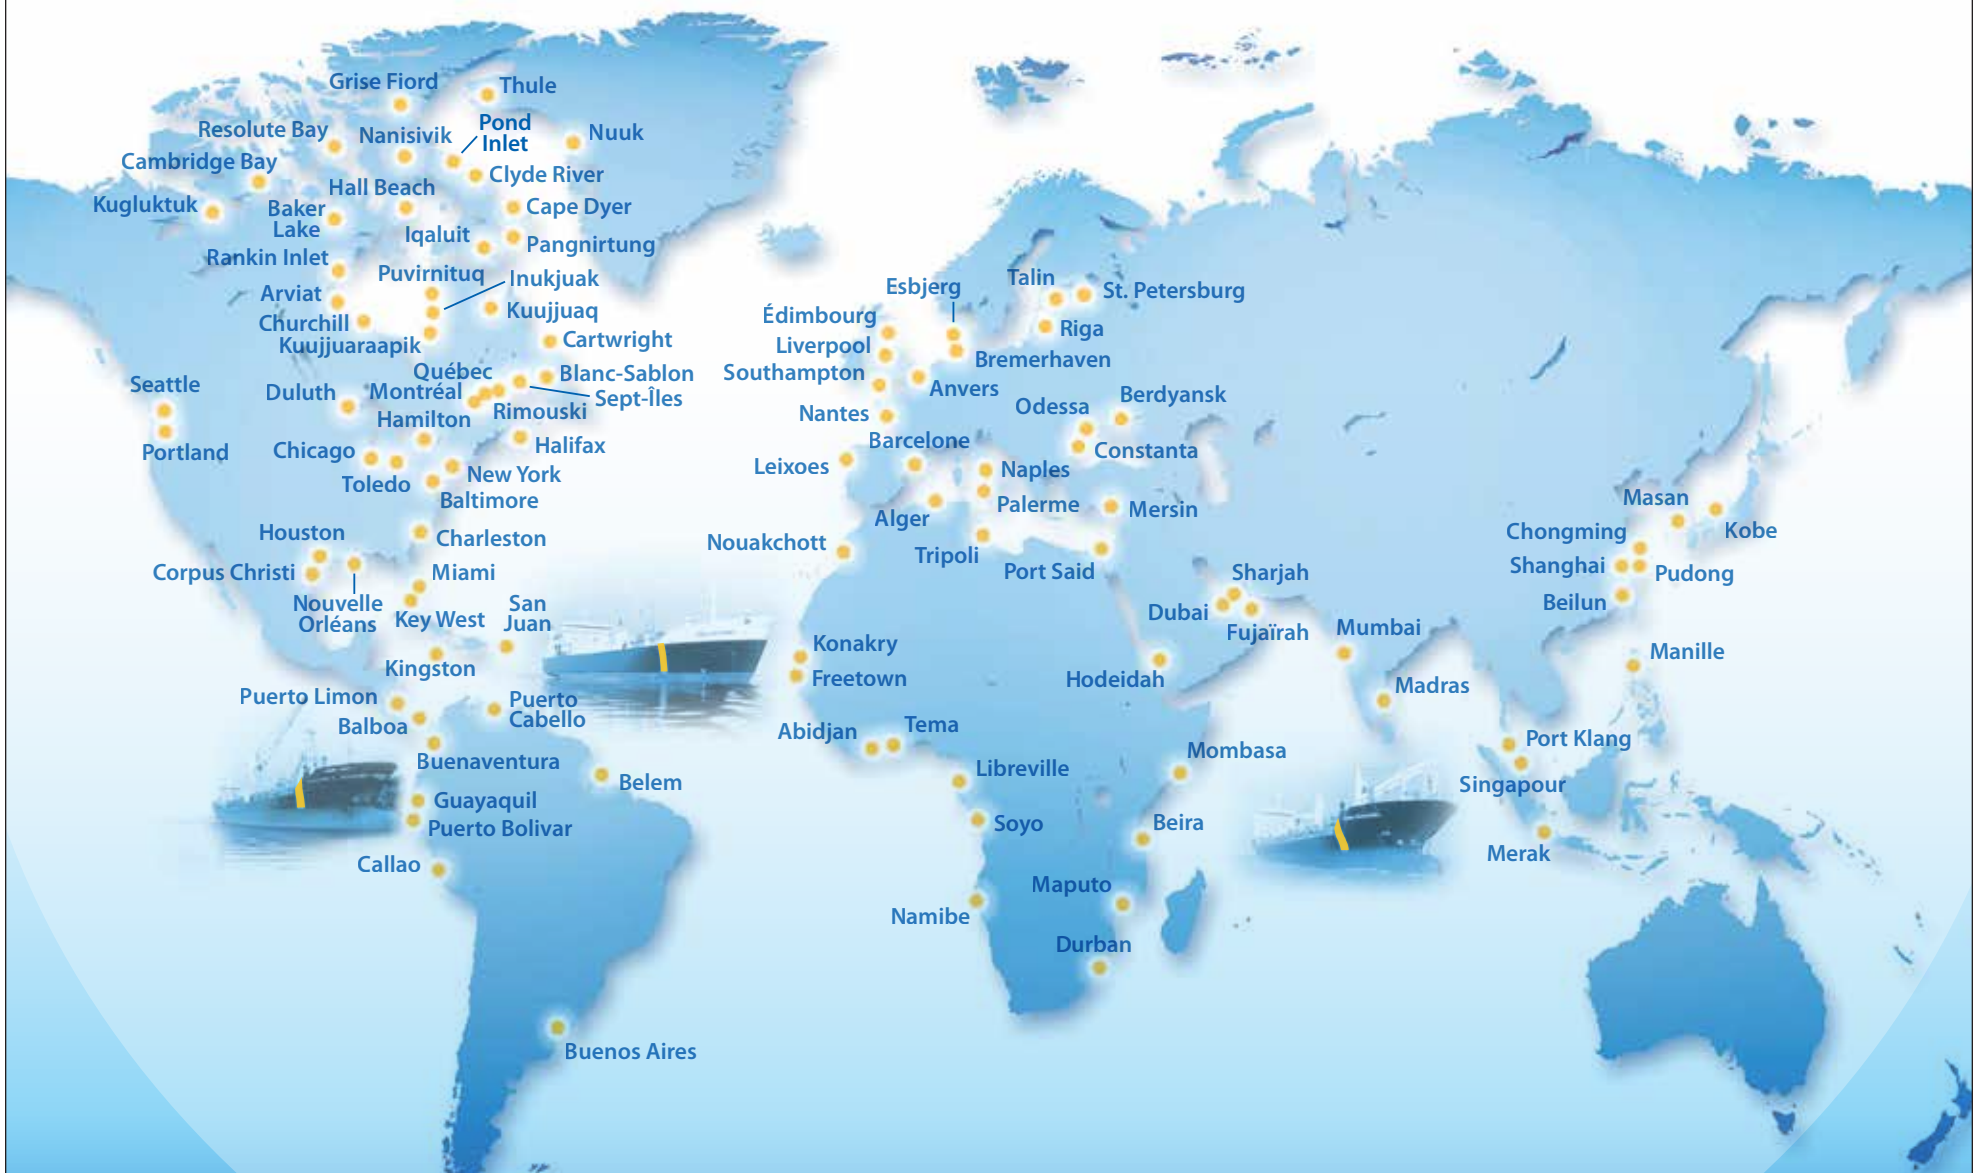 Grise Fiord
Thule
Resolute Bay
Nanisivik
Pond
Inlet
Nuuk
Cambridge Bay
Clyde River
Hall Beach
Kugluktuk
Baker
Lake
Cape Dyer
Iqaluit
Pangnirtung
Rankin Inlet
Puvirnituq
Inukjuak
Arviat
Kuujjuaq
Churchill
Kuujjuaraapik
Cartwright
Québec
Blanc-Sablon
Seattle
Duluth
Montréal
Sept-Îles
Hamilton
Rimouski
Portland
Chicago
Halifax
Toledo
New York
Baltimore
Houston
Charleston
Corpus Christi
Miami
Nouvelle
Orléans
Key West
San
Juan
Kingston
Puerto Limon
Puerto
Cabello
Balboa
Buenaventura
Belem
Guayaquil
Puerto Bolivar
Callao
Buenos Aires
Esbjerg
Talin
St. Petersburg
Édimbourg
Riga
Liverpool
Bremerhaven
Southampton
Anvers
Berdyansk
Nantes
Odessa
Barcelone
Constanta
Leixoes
Naples
Palerme
Mersin
Alger
Nouakchott
Tripoli
Port Said
Sharjah
Dubai
Fujaïrah
Mumbai
Konakry
Freetown
Hodeidah
Madras
Abidjan
Tema
Libreville
Mombasa
Soyo
Beira
Maputo
Namibe
Durban
Masan
Kobe
Chongming
Shanghai
Pudong
Beilun
Manille
Port Klang
Singapour
Merak